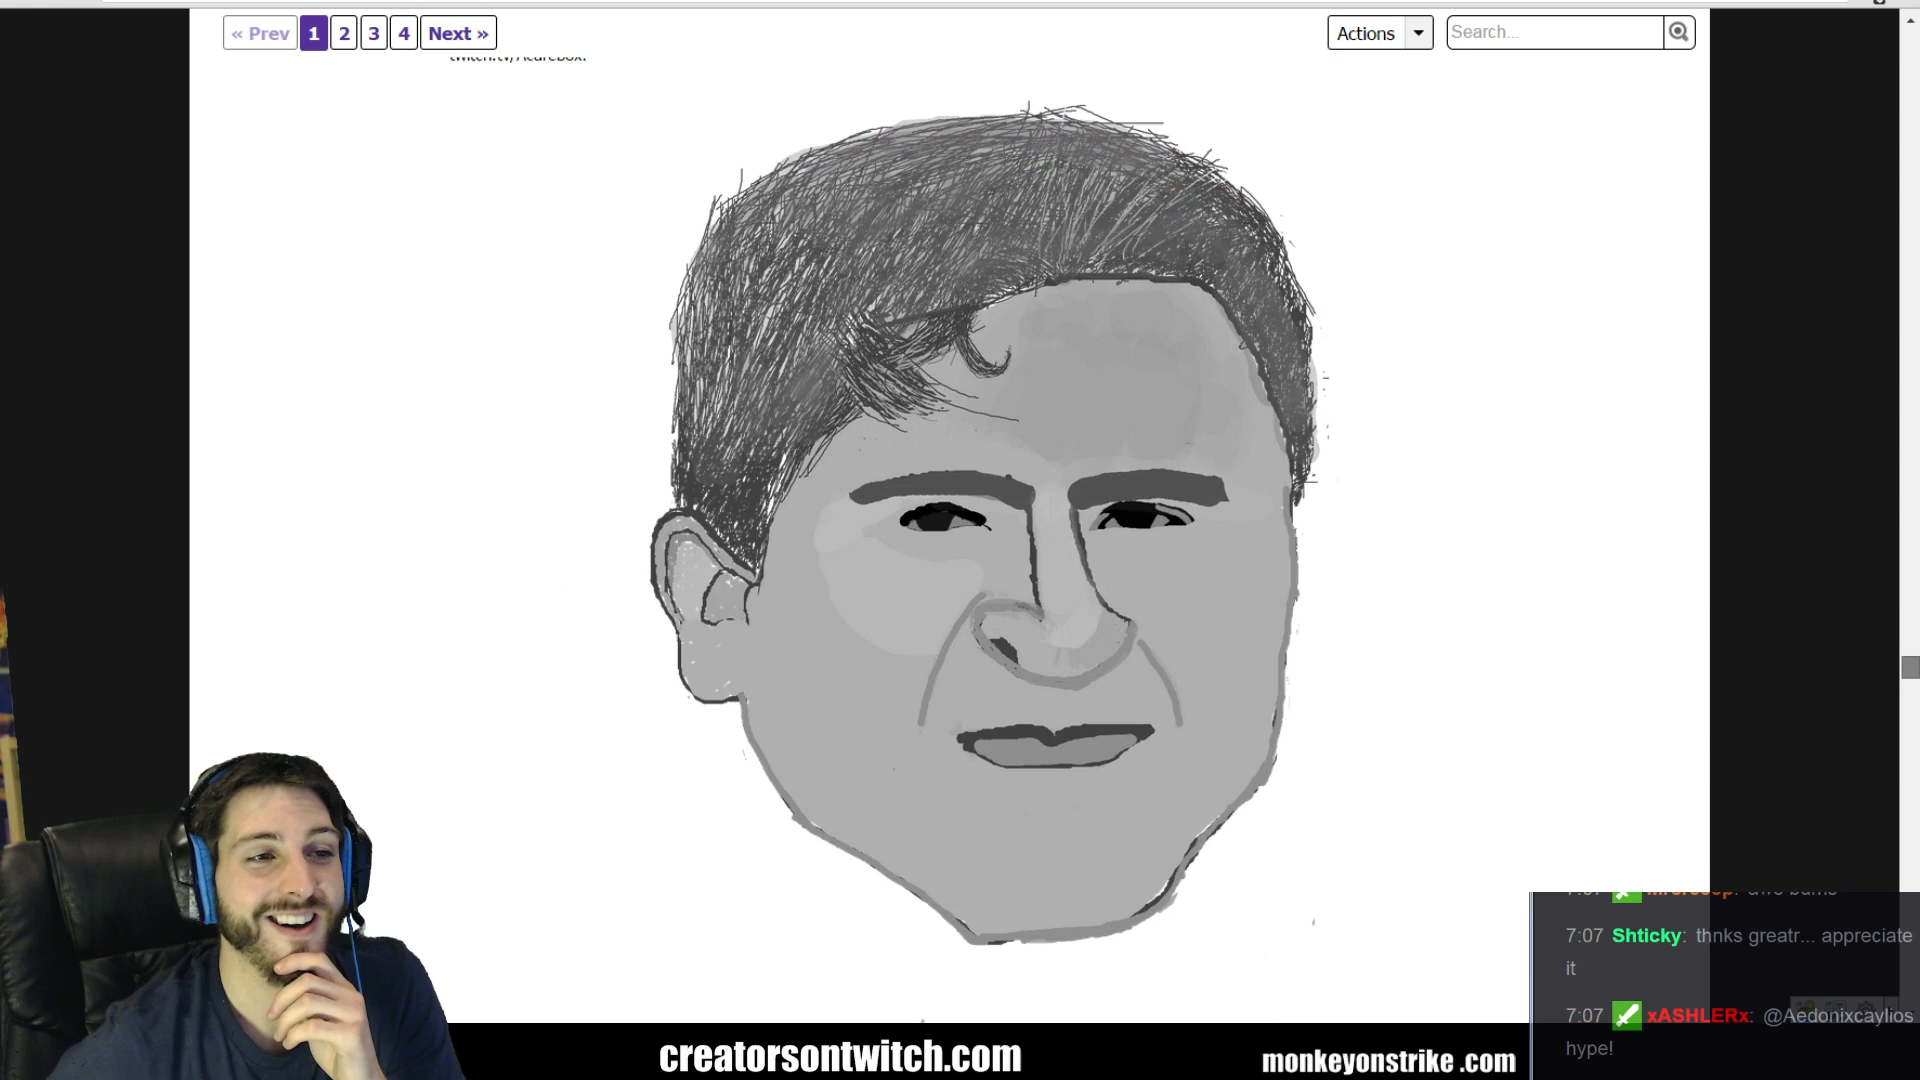 « Prev 1 2 3 4 Next »
Actions
Search...
7:07 Shticky: thnks greatr... appreciate
it
7:07 xASHLERx: @Aedonixcaylios
hype!
creatorsontwitch.com
monkeyonstrike .com